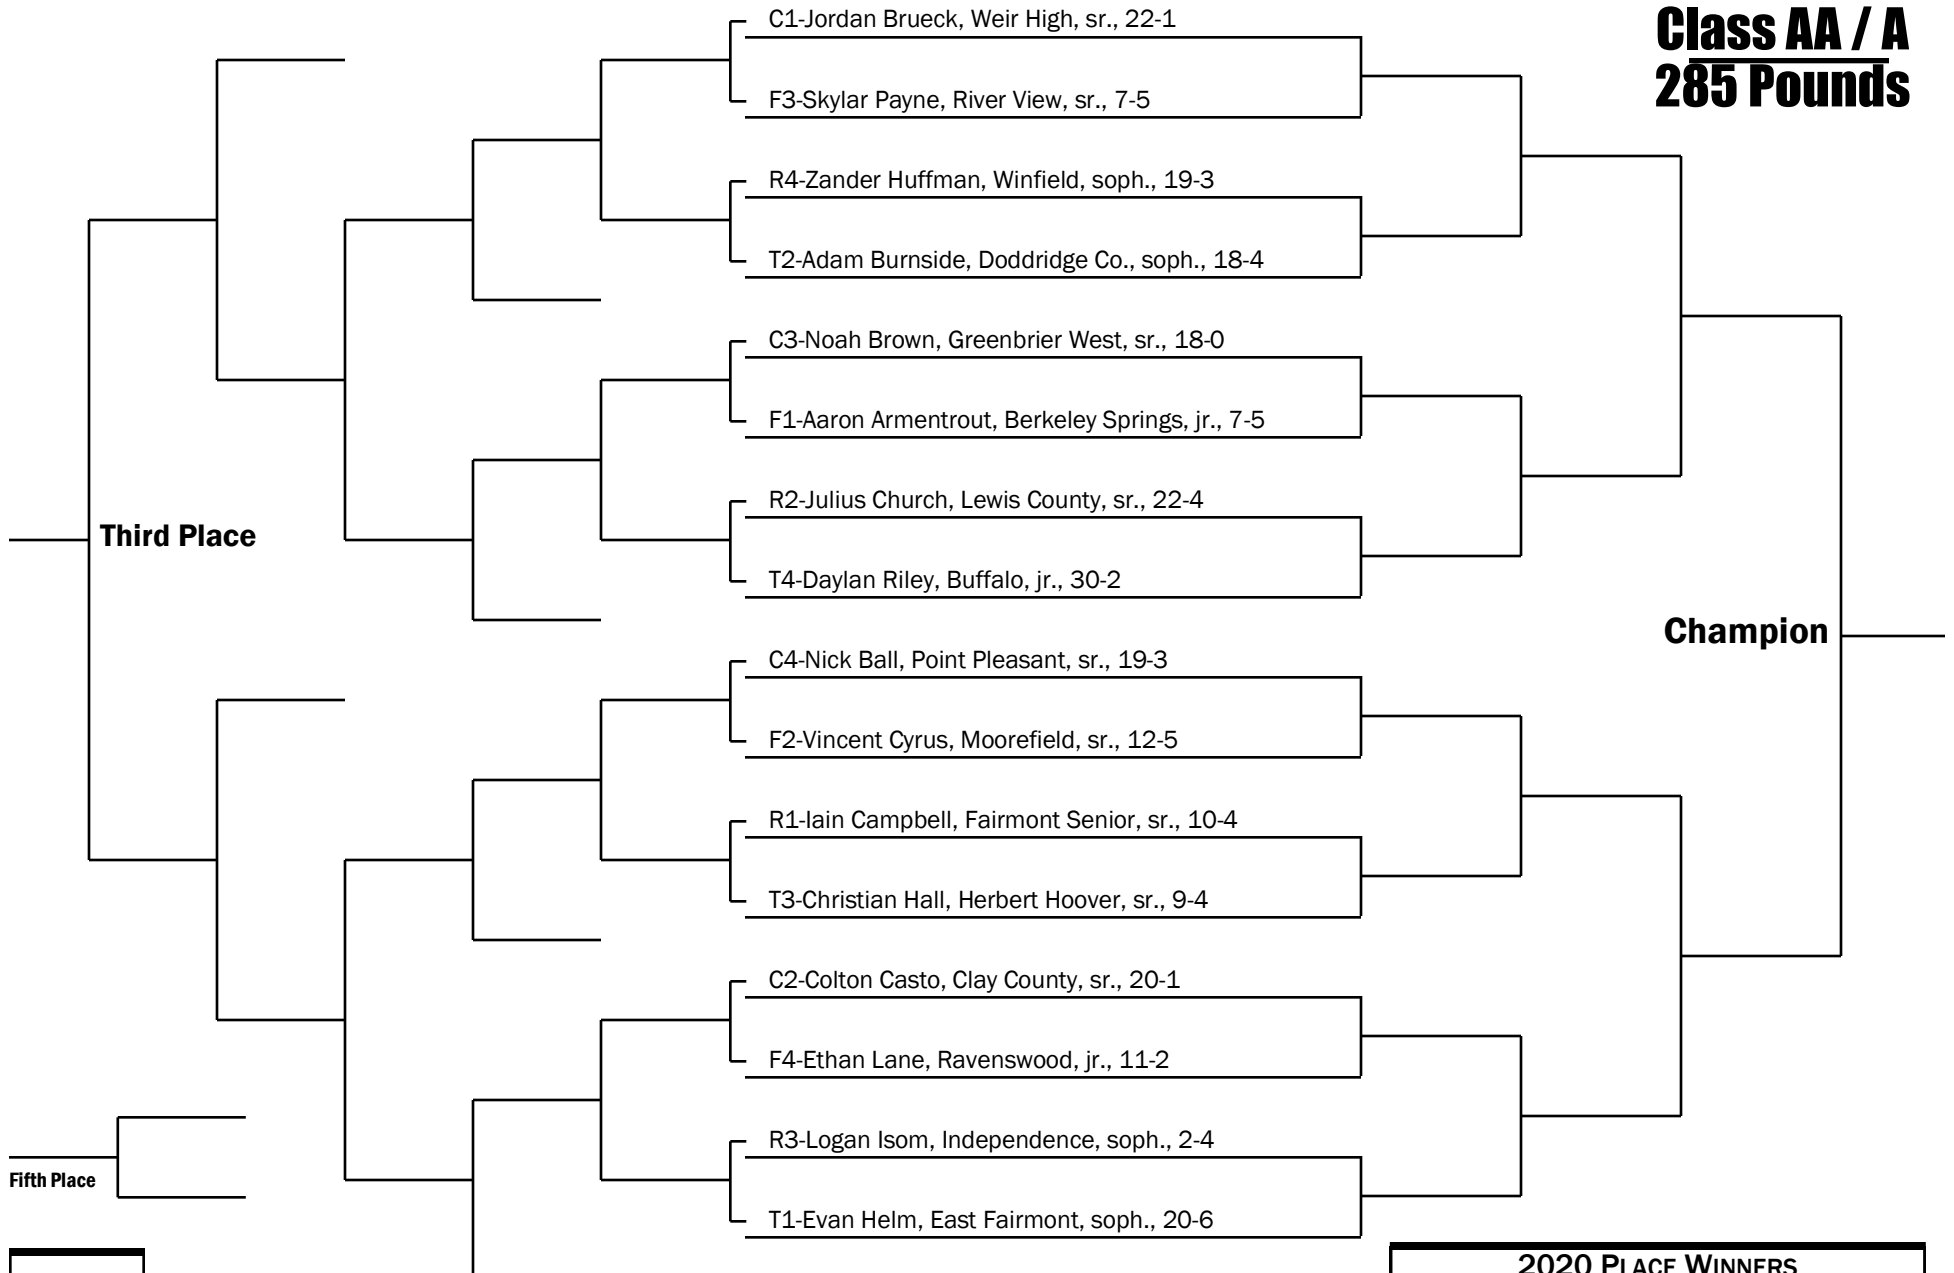 Class AA / A
285 Pounds
C1-Jordan Brueck, Weir High, sr., 22-1
F3-Skylar Payne, River View, sr., 7-5
R4-Zander Huffman, Winfield, soph., 19-3
T2-Adam Burnside, Doddridge Co., soph., 18-4
C3-Noah Brown, Greenbrier West, sr., 18-0
F1-Aaron Armentrout, Berkeley Springs, jr., 7-5
R2-Julius Church, Lewis County, sr., 22-4
Third Place
T4-Daylan Riley, Buffalo, jr., 30-2
Champion
C4-Nick Ball, Point Pleasant, sr., 19-3
F2-Vincent Cyrus, Moorefield, sr., 12-5
R1-Iain Campbell, Fairmont Senior, sr., 10-4
T3-Christian Hall, Herbert Hoover, sr., 9-4
C2-Colton Casto, Clay County, sr., 20-1
F4-Ethan Lane, Ravenswood, jr., 11-2
R3-Logan Isom, Independence, soph., 2-4
Fifth Place
T1-Evan Helm, East Fairmont, soph., 20-6
2020 PLACE WINNERS